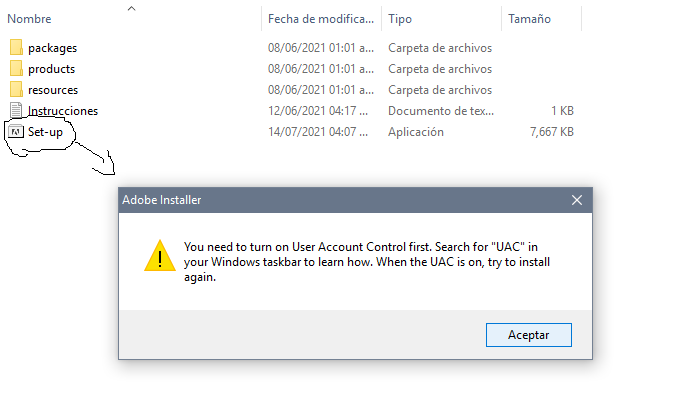 Nombre Fecha de modifica... Tipo Tamaño
packages 08/06/2021 01:01 a... Carpeta de archivos
products 08/06/2021 01:01 a... Carpeta de archivos
resources 08/06/2021 01:01 a... Carpeta de archivos
Instrucciones 12/06/2021 04:17 ... Documento de tex... 1 KB
Set-up 14/07/2021 04:07 ... Aplicación 7,667 KB
Adobe Installer
You need to turn on User Account Control first. Search for "UAC" in
your Windows taskbar to learn how. When the UAC is on, try to install
again.
Aceptar